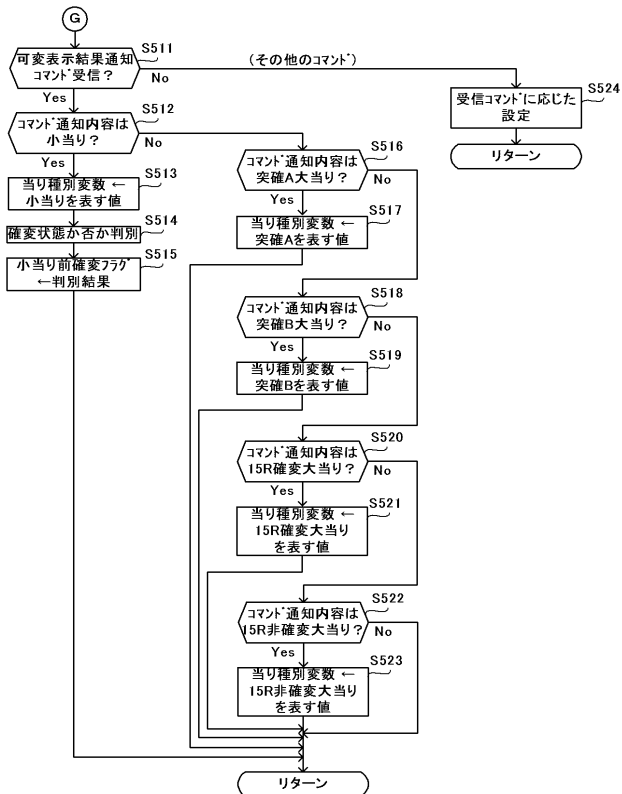 G
可変表示結果通知
ｺﾏﾝﾄﾞ受信？
S511
No
(その他のｺﾏﾝﾄﾞ)
Yes
S524
受信ｺﾏﾝﾄﾞに応じた
設定
リターン
S512
ｺﾏﾝﾄﾞ通知内容は
小当り？
No
Yes
S513
当り種別変数 ←
小当りを表す値
S514
確変状態か否か判別
S515
小当り前確変ﾌﾗｸﾞ
←判別結果
S516
ｺﾏﾝﾄﾞ通知内容は
突確A大当り？
No
Yes
S517
当り種別変数 ←
突確Aを表す値
S518
ｺﾏﾝﾄﾞ通知内容は
突確B大当り？
No
Yes
S519
当り種別変数 ←
突確Bを表す値
S520
ｺﾏﾝﾄﾞ通知内容は
15R確変大当り？
No
Yes
S521
当り種別変数 ←
15R確変大当り
を表す値
S522
ｺﾏﾝﾄﾞ通知内容は
15R非確変大当り？
No
Yes
S523
当り種別変数 ←
15R非確変大当り
を表す値
リターン